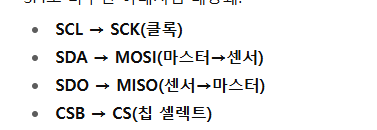 SCL → SCK(클록)
SDA → MOSI(마스터→센서)
SDO → MISO(센서→마스터)
CSB → CS(칩 셀렉트)